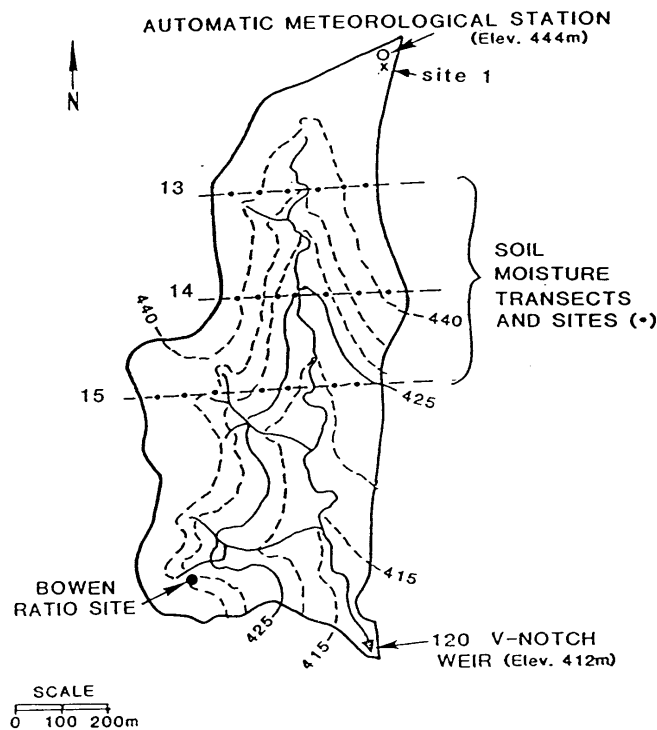 AUTOMATIC METEOROLOGICAL STATION
(Elev. 444m)
site 1
N
13
SOIL
MOISTURE
TRANSECTS
AND SITES (•)
14
440
440
15
425
415
BOWEN
RATIO SITE
425
415
120 V-NOTCH
WEIR (Elev. 412m)
SCALE
0 100 200m